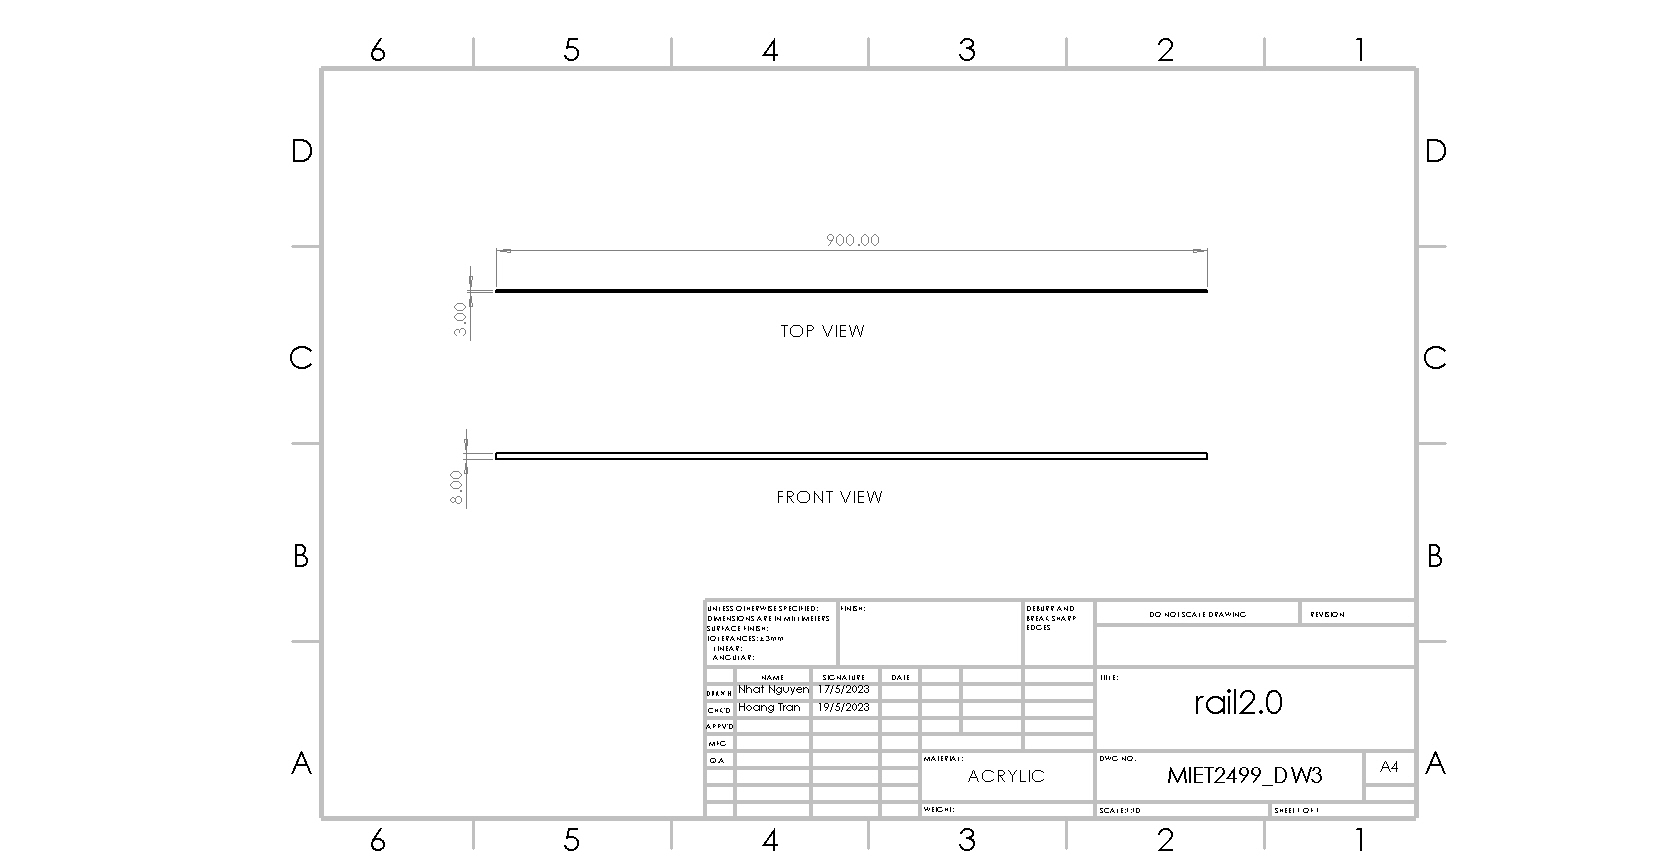 6 5 4 3 2 1
D D
900.00
3.00
TOP VIEW
C C
8.00
FRONT VIEW
B B
UNLESS OTHERWISE SPECIFIED:
DIMENSIONS ARE IN MILLIMETERS
SURFACE FINISH:
TOLERANCES: ±3mm
LINEAR:
ANGULAR:
FINISH:
DEBURR AND
BREAK SHARP
EDGES
DO NOT SCALE DRAWING
REVISION
NAME SIGNATURE DATE
DRAWN Nhat Nguyen 17/5/2023
CHK'D Hoang Tran 19/5/2023
APPV'D
MFG
Q.A
TITLE:
rail2.0
MATERIAL:
ACRYLIC
DWG NO.
MIET2499_DW3
A4
A A
WEIGHT:
SCALE:1:10
SHEET 1 OF 1
6 5 4 3 2 1